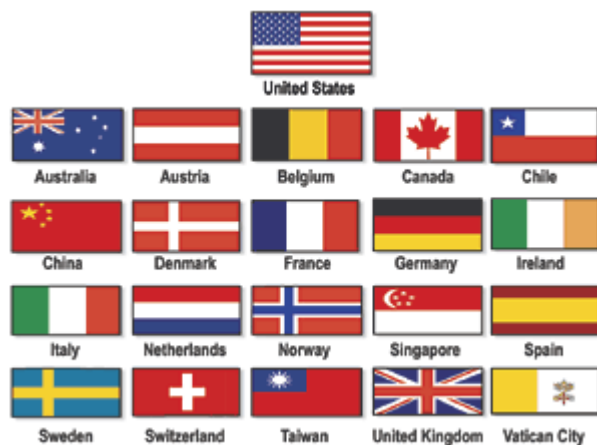 United States
Australia Austria Belgium Canada Chile
China Denmark France Germany Ireland
Italy Netherlands Norway Singapore Spain
Sweden Switzerland Taiwan United Kingdom Vatican City